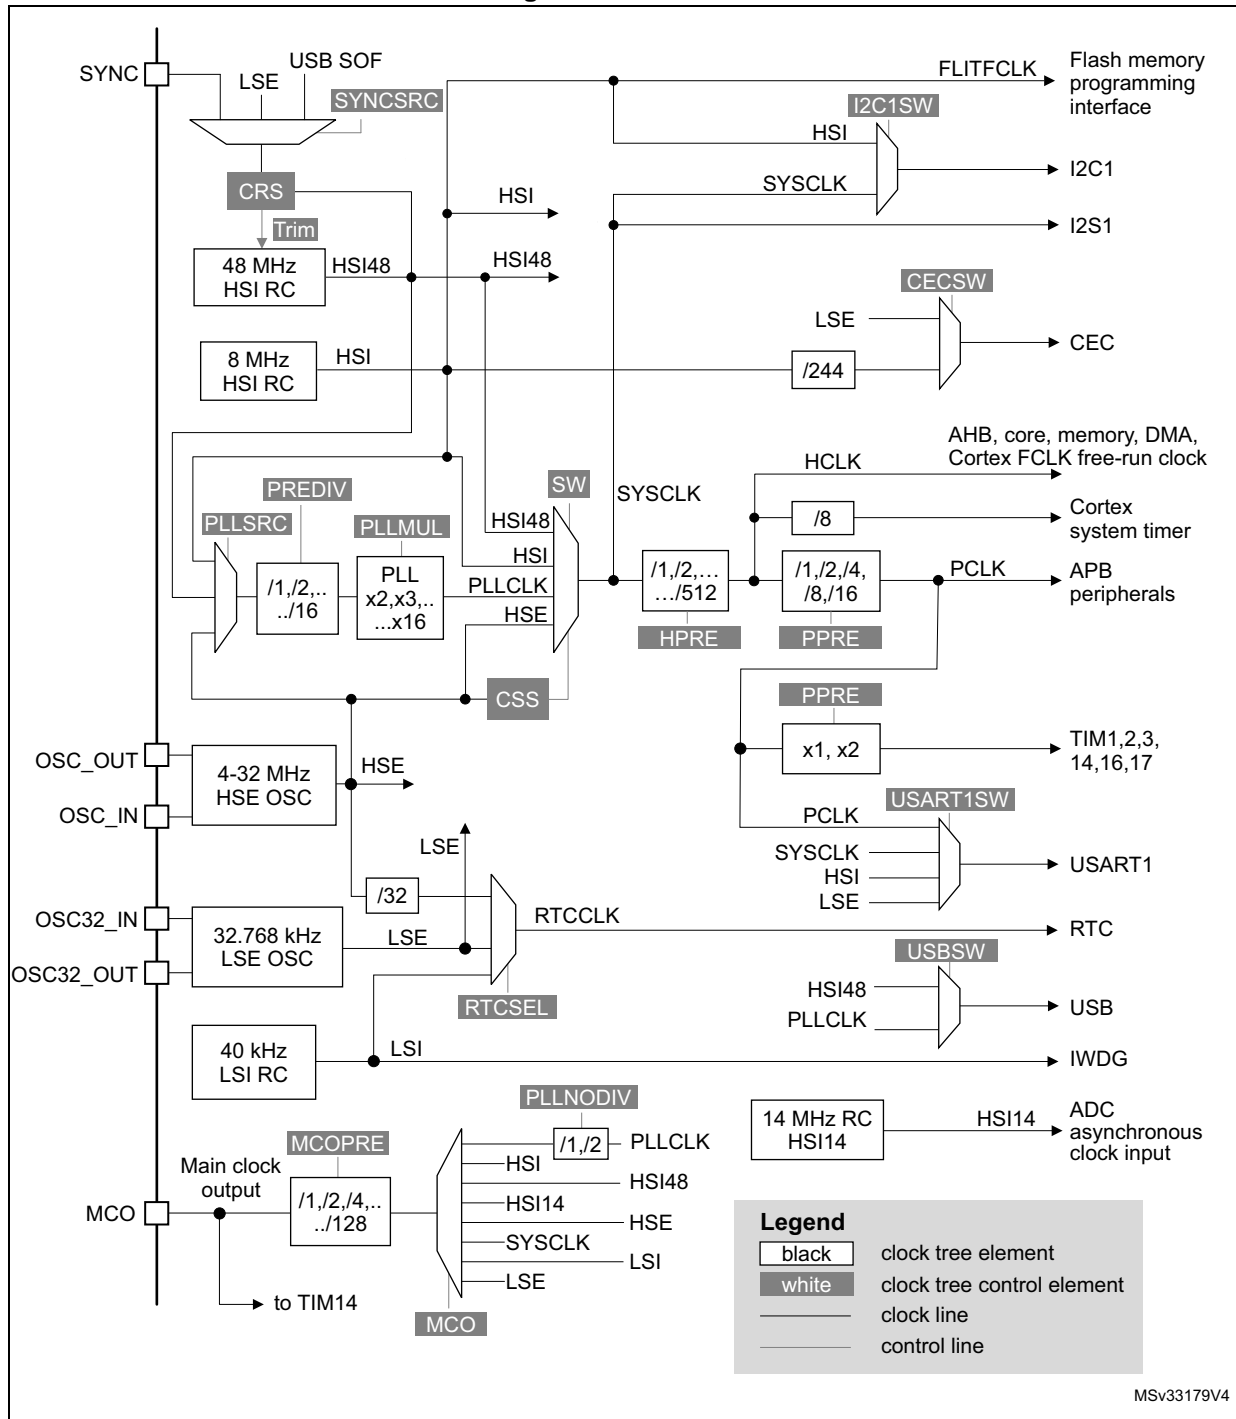 SYNC
LSE
USB SOF
SYNCSRC
CRS
Trim
48 MHz
HSI RC
HSI48
HSI
HSI48
8 MHz
HSI RC
HSI
FLITFCLK
Flash memory
programming
interface
I2C1SW
HSI
SYSCLK
I2C1
I2S1
CECSW
LSE
/244
CEC
AHB, core, memory, DMA,
Cortex FCLK free-run clock
HCLK
/8
Cortex
system timer
PLLSRC
PREDIV
/1,/2,..
../16
PLLMUL
PLL
x2,x3,..
...x16
SW
HSI48
HSI
PLLCLK
HSE
SYSCLK
/1,/2,…
…/512
HPRE
/1,/2,/4,
/8,/16
PPRE
PCLK
APB
peripherals
CSS
PPRE
x1, x2
TIM1,2,3,
14,16,17
OSC_OUT
OSC_IN
4-32 MHz
HSE OSC
HSE
USART1SW
PCLK
SYSCLK
HSI
LSE
USART1
LSE
/32
OSC32_IN
OSC32_OUT
32.768 kHz
LSE OSC
LSE
RTCCLK
RTC
RTCSEL
USBSW
HSI48
PLLCLK
USB
40 kHz
LSI RC
LSI
IWDG
PLLNODIV
/1,/2
PLLCLK
HSI
HSI48
HSI14
HSE
SYSCLK
LSI
LSE
MCO
14 MHz RC
HSI14
HSI14
ADC
asynchronous
clock input
MCOPRE
/1,/2,/4,..
../128
Main clock
output
MCO
to TIM14
Legend
black
clock tree element
white
clock tree control element
clock line
control line
MSv33179V4